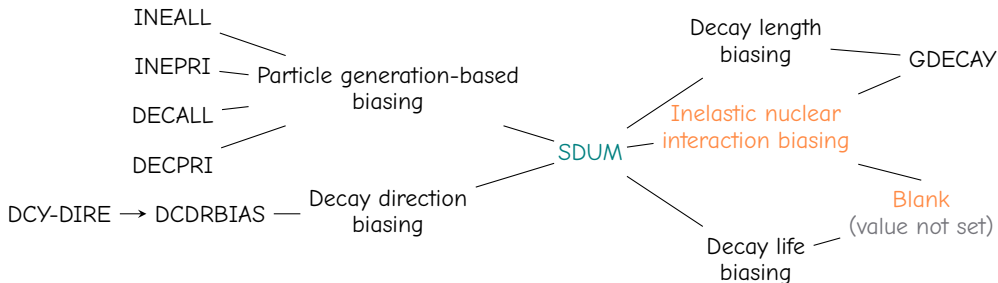 INEALL
INEPRI
DECALL
DECPRI
Particle generation-based
biasing
DCY-DIRE
DCDRBIAS
Decay direction
biasing
SDUM
Decay length
biasing
Inelastic nuclear
interaction biasing
Decay life
biasing
GDECAY
Blank
(value not set)